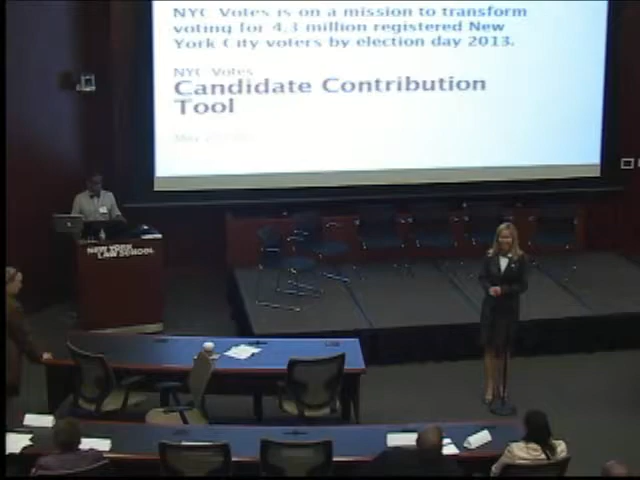 NYC Votes is on a mission to transform
voting for 4.3 million registered New
York City voters by election day 2013.
NYC Votes
Candidate Contribution
Tool
May
NEW YORK
LAW SCHOOL